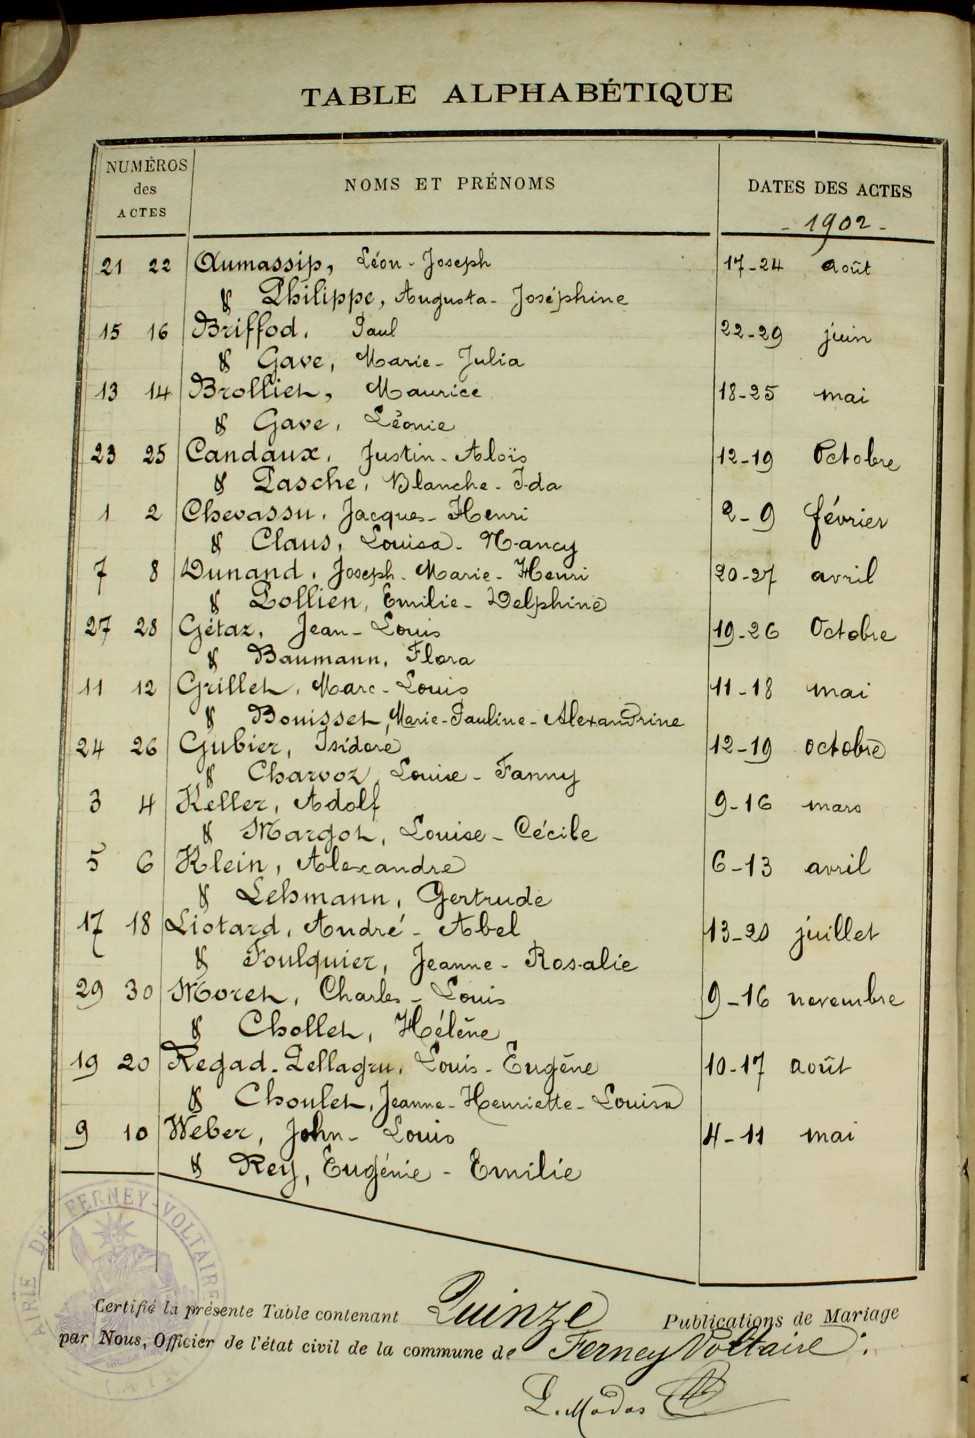 TABLE ALPHABÉTIQUE
NUMÉROS des ACTES NOMS ET PRÉNOMS DATES DES ACTES
- 1902 -
21 22 Aumassip, Léon - Joseph 17-24 août
& Philippe, Augusta - Joséphine
15 16 Briffod, Paul 22-29 juin
& Gave, Marie - Julia
13 14 Brolliet, Maurice 18-25 mai
& Gave, Léonie
23 25 Candaux, Justin - Aloïs 12-19 Octobre
& Pasche, Blanche - Ida
1 2 Chevassu, Jacques - Henri 2-9 février
& Claus, Louisa - Nancy
7 8 Dunand, Joseph - Marie - Henri 20-27 avril
& Lollien, Emilie - Delphine
27 28 Gétaz, Jean - Louis 19-26 Octobre
& Baumann, Flora
11 12 Grillet, Marc - Louis 11-18 mai
& Bouisset, Marie - Pauline - Alexandrine
24 26 Gubier, Isidore 12-19 octobre
& Charvoz, Louise - Fanny
3 4 Keller, Adolf 9-16 mars
& Margot, Louise - Cécile
5 6 Klein, Alexandre 6-13 avril
& Lehmann, Gertrude
17 18 Liotard, André - Abel 13-20 juillet
& Foulquier, Jeanne - Rosalie
29 30 Moret, Charles - Louis 9-16 novembre
& Chollet, Hélène
19 20 Regad - Pellagru, Louis - Eugène 10-17 août
& Choulet, Jeanne - Henriette - Louisa
9 10 Weber, John - Louis 4-11 mai
& Rey, Eugénie - Emilie
MAIRIE DE FERNEY-VOLTAIRE
(AIN)
Certifié la présente Table contenant Quinze Publications de Mariage
par Nous, Officier de l'état civil de la commune de Ferney Voltaire.